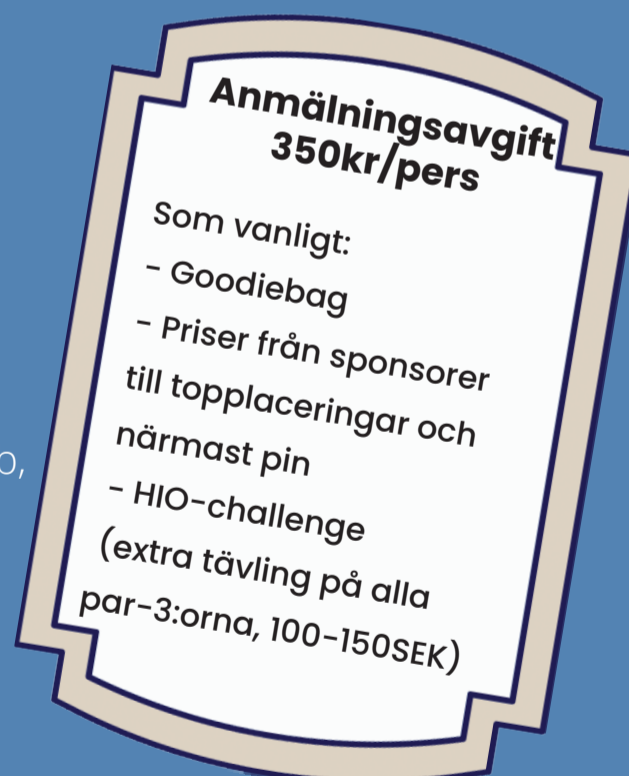 Anmälningsavgift
350kr/pers
Som vanligt:
- Goodiebag
- Priser från sponsorer
till topplaceringar och
närmast pin
- HIO-challenge
(extra tävling på alla
par-3:orna, 100-150SEK)
o,